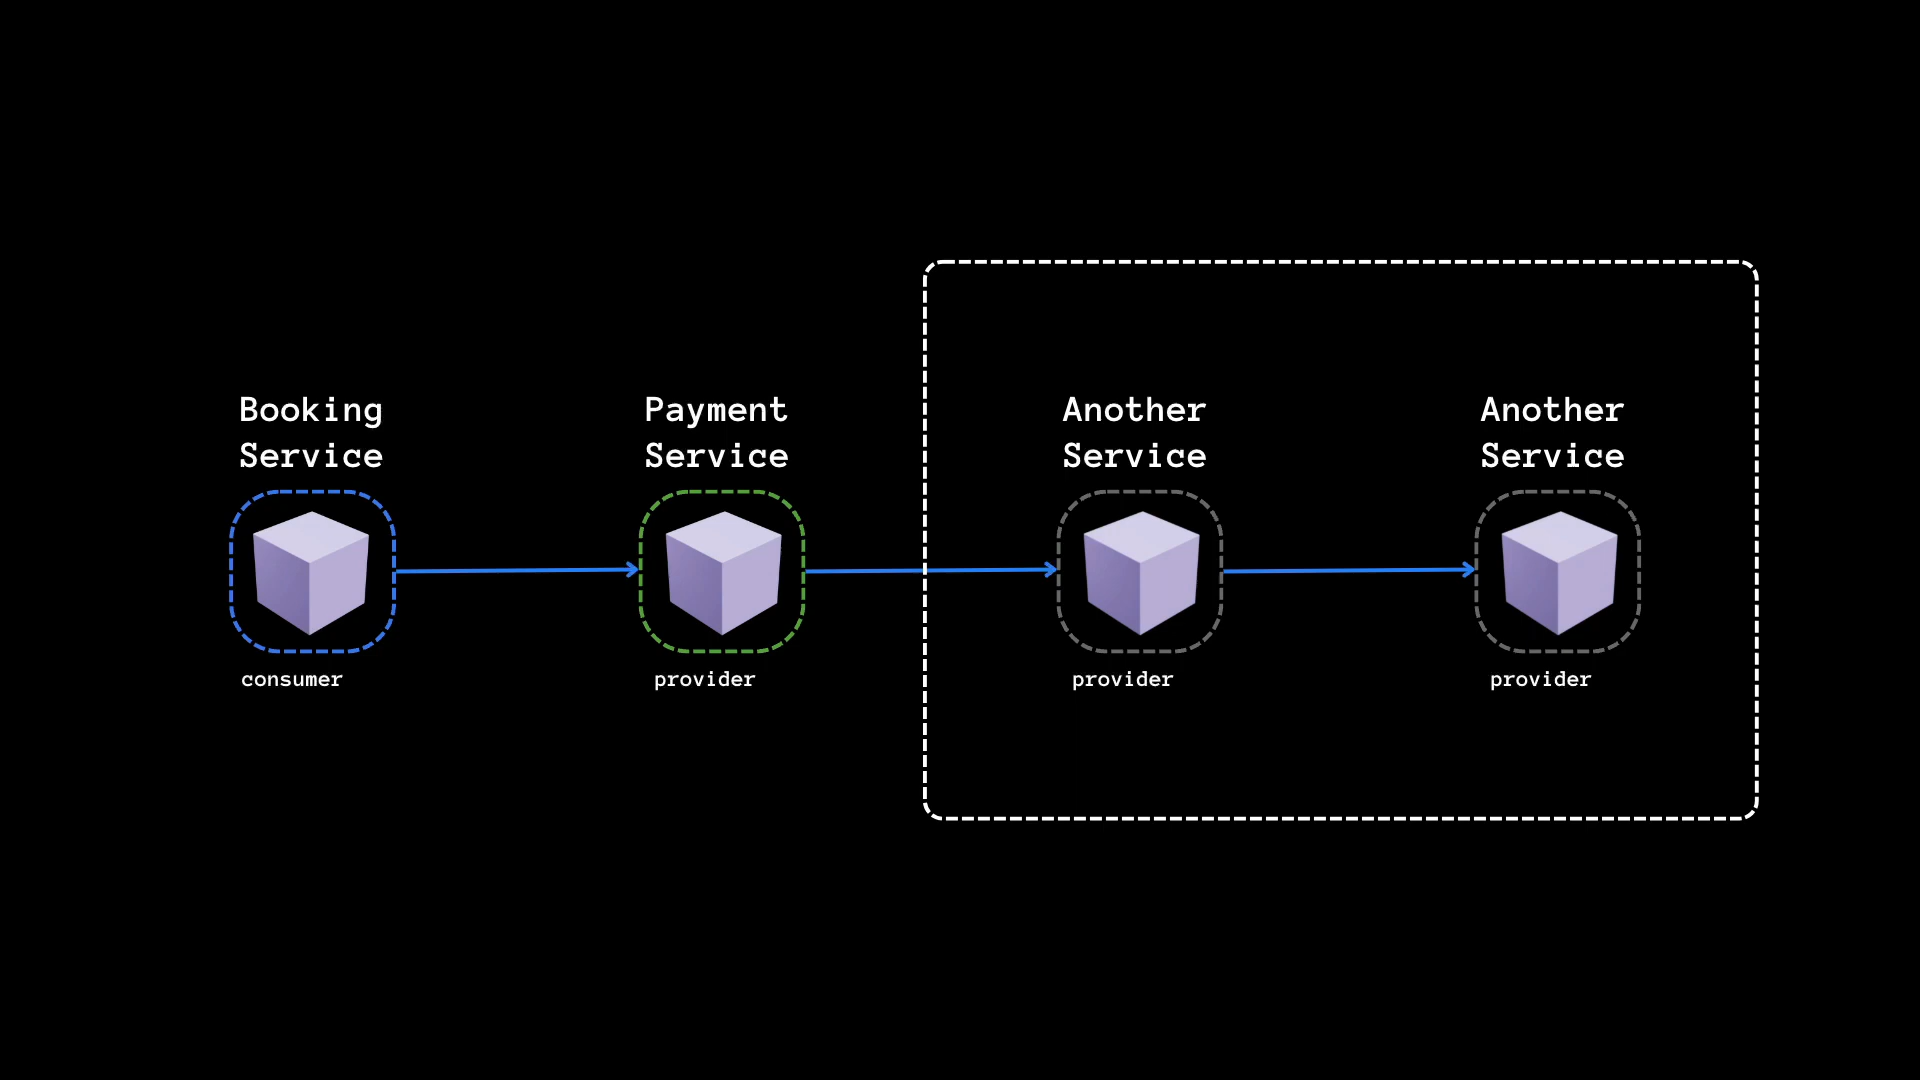 Booking
Service
consumer
Payment
Service
provider
Another
Service
provider
Another
Service
provider